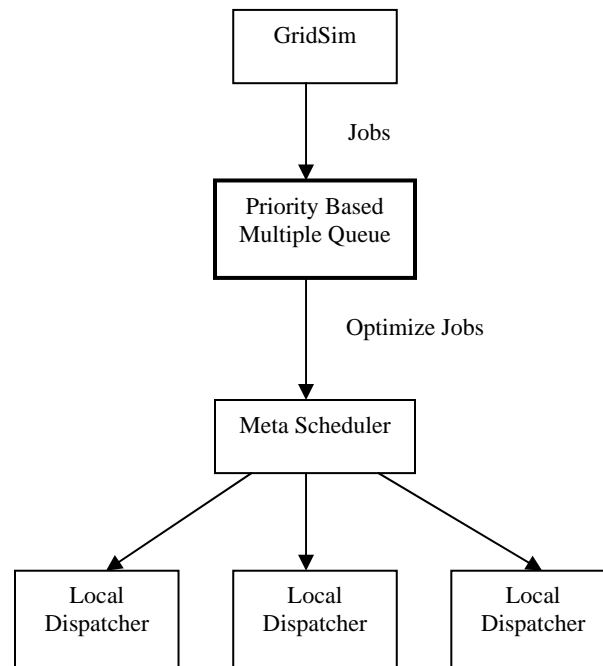 GridSim
Jobs
Priority Based
Multiple Queue
Optimize Jobs
Meta Scheduler
Local
Dispatcher
Local
Dispatcher
Local
Dispatcher